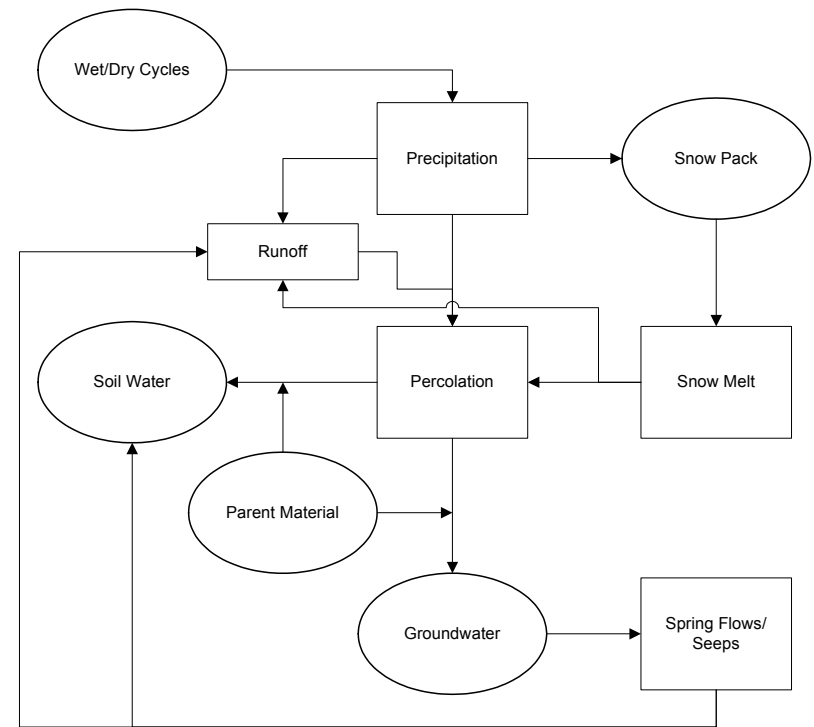 Wet/Dry Cycles
Precipitation
Snow Pack
Runoff
Soil Water
Percolation
Snow Melt
Parent Material
Groundwater
Spring Flows/
Seeps